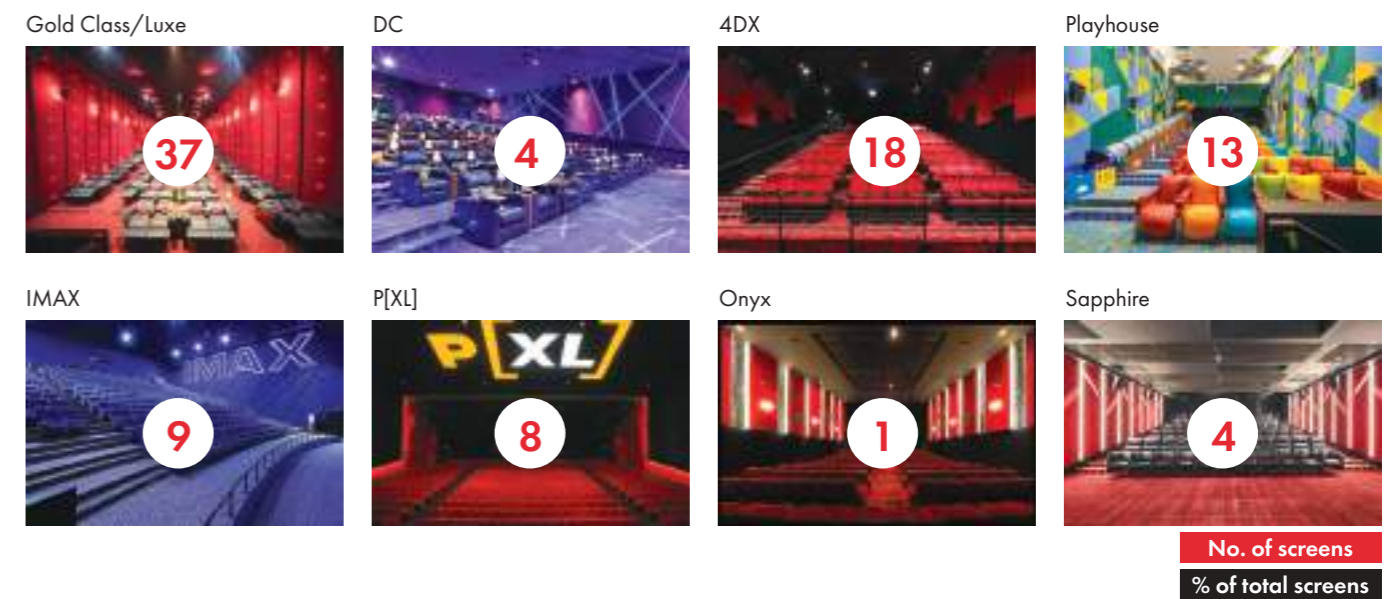 Gold Class/Luxe
37
DC
4
4DX
18
Playhouse
13
IMAX
IMAX
9
P[XL]
P[XL]
8
Onyx
1
Sapphire
4
No. of screens
% of total screens